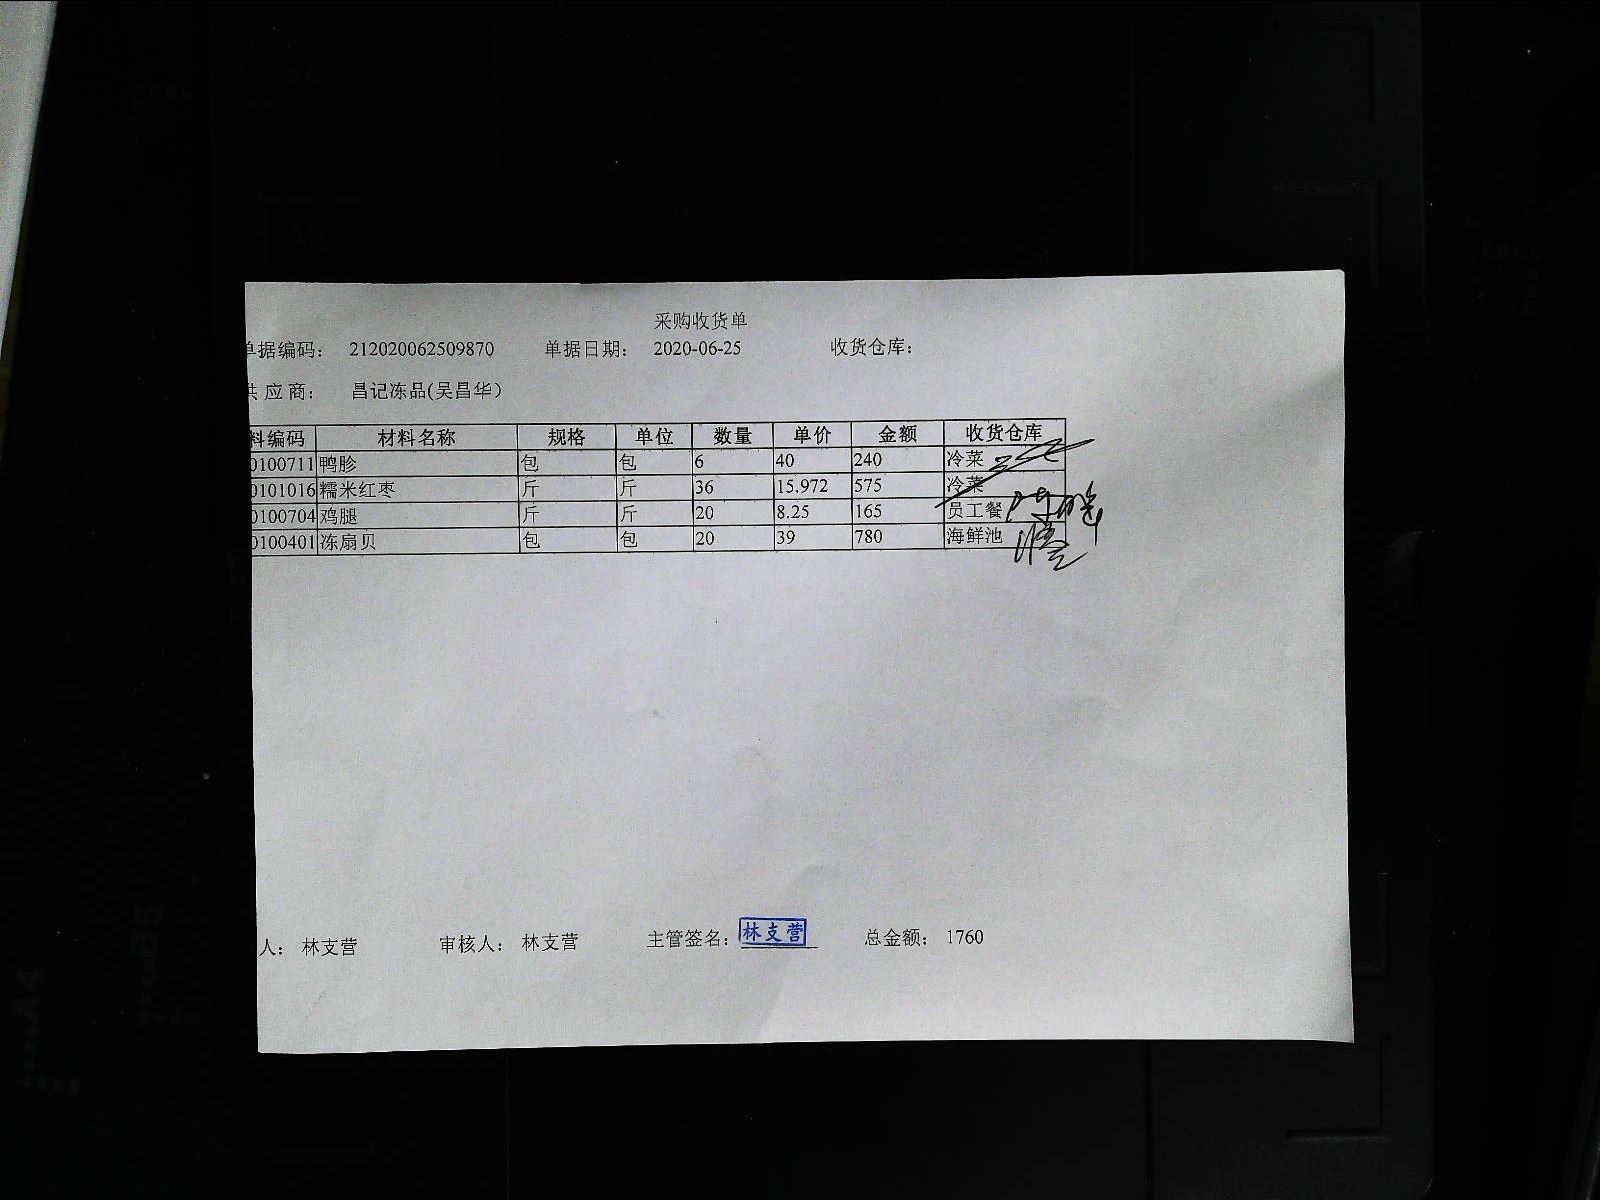 采购收货单
单据编码： 212020062509870 单据日期： 2020-06-25 收货仓库：
供应商： 昌记冻品(吴昌华）
料编码 材料名称 规格 单位 数量 单价 金额 收货仓库
0100711 鸭胗 包 包 6 40 240 冷菜
0101016 糯米红枣 斤 斤 36 15.972 575 冷菜
0100704 鸡腿 斤 斤 20 8.25 165 员工餐
0100401 冻扇贝 包 包 20 39 780 海鲜池
人： 林支营 审核人： 林支营 主管签名： 林支营 总金额： 1760